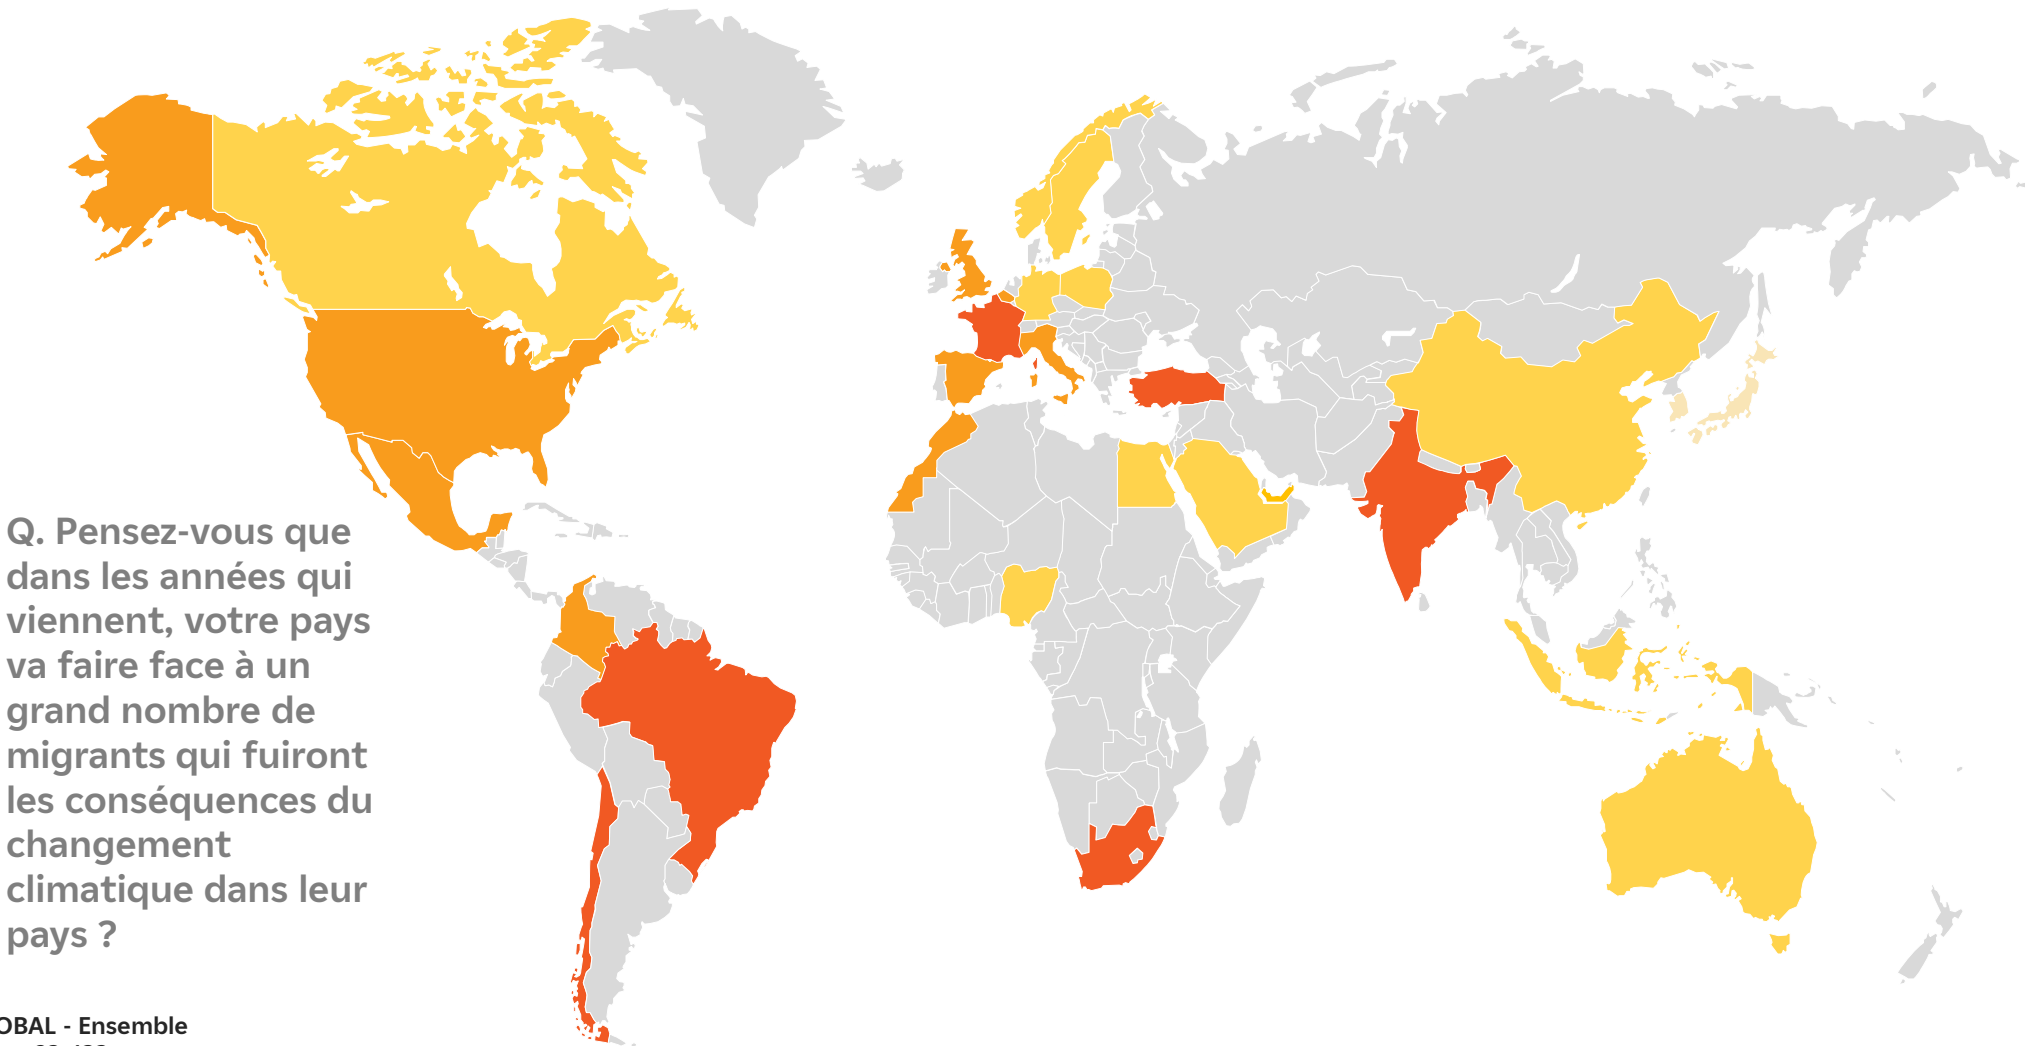 Q. Pensez-vous que
dans les années qui
viennent, votre pays
va faire face à un
grand nombre de
migrants qui fuiront
les conséquences du
changement
climatique dans leur
pays ?
OBAL - Ensemble